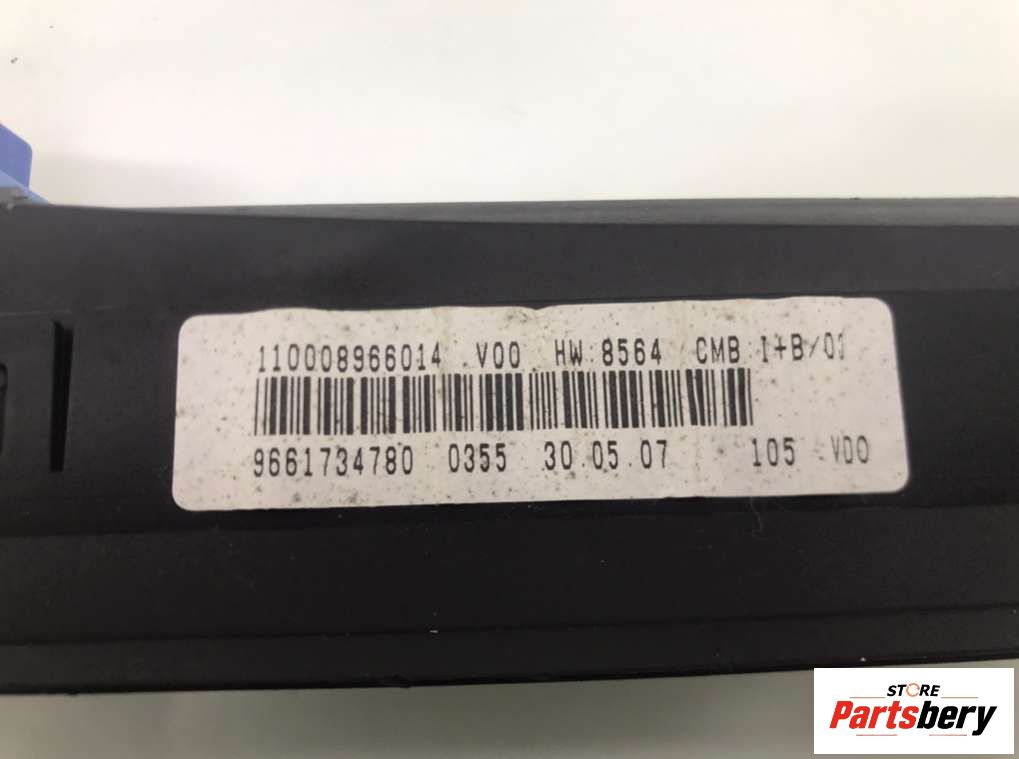 110008966014 V00 HW:8564 CMB I+B/01
9661734780 0355 30.05.07 105 VDO
STORE
Partsbery